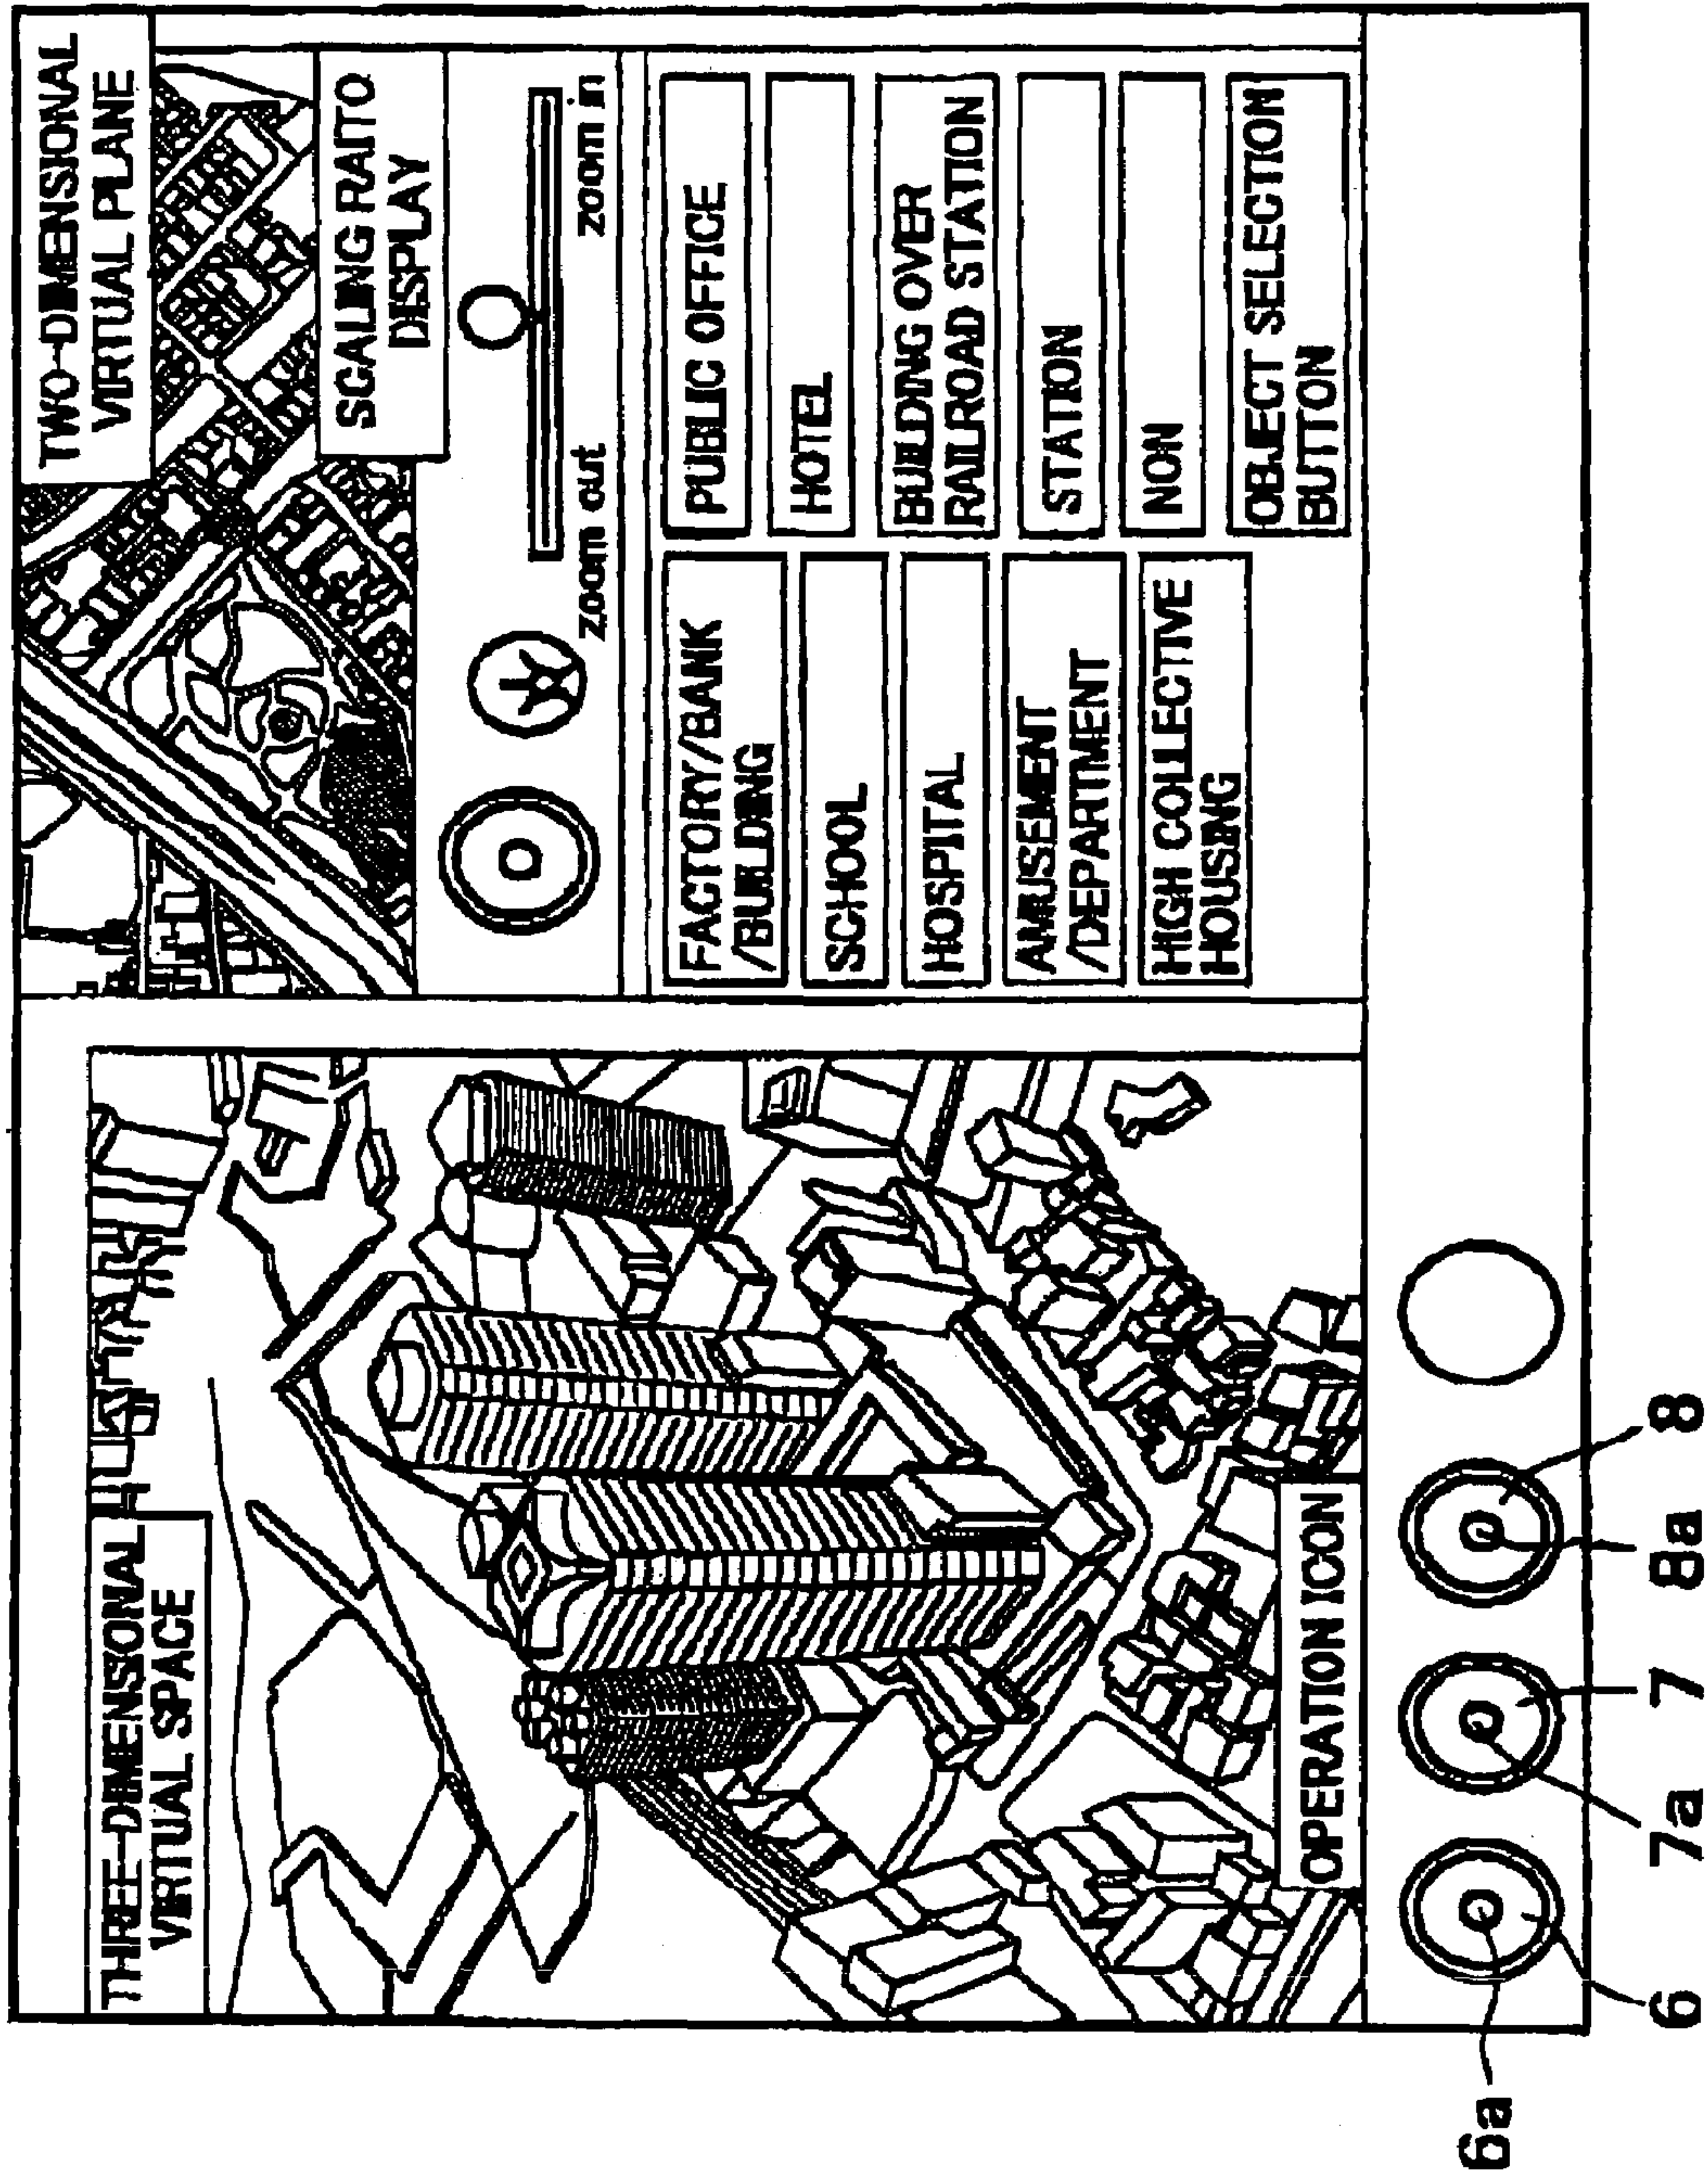 THREE-DIMENSIONAL
VIRTUAL SPACE
TWO-DIMENSIONAL
VIRTUAL PLANE
SCALING RAITO
DISPLAY
zoom out
zoom in
FACTORY/BANK
/BUILDING
SCHOOL
HOSPITAL
AMUSEMENT
/DEPARTMENT
HIGH COLLECTIVE
HOUSING
PUBLIC OFFICE
HOTEL
BUILDING OVER
RAILROAD STATION
STATION
NON
OBJECT SELECTION
BUTTON
OPERATION ICON
6a
6
7a
7
8a
8